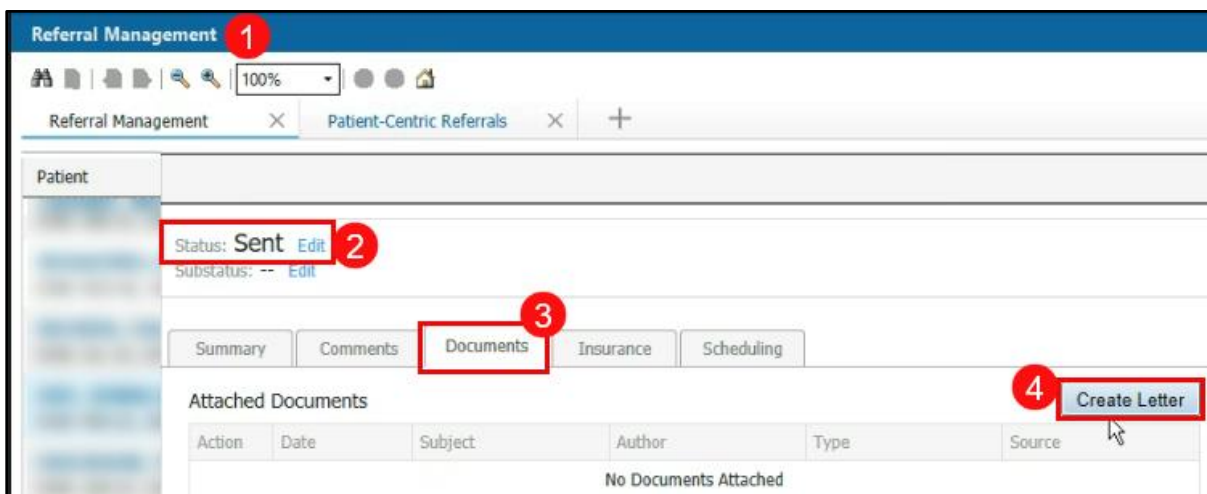 Referral Management 1
100%
Referral Management Patient-Centric Referrals
Patient
Status: Sent Edit 2
Substatus: -- Edit
3
Summary Comments Documents Insurance Scheduling
Attached Documents 4 Create Letter
Action Date Subject Author Type Source
No Documents Attached